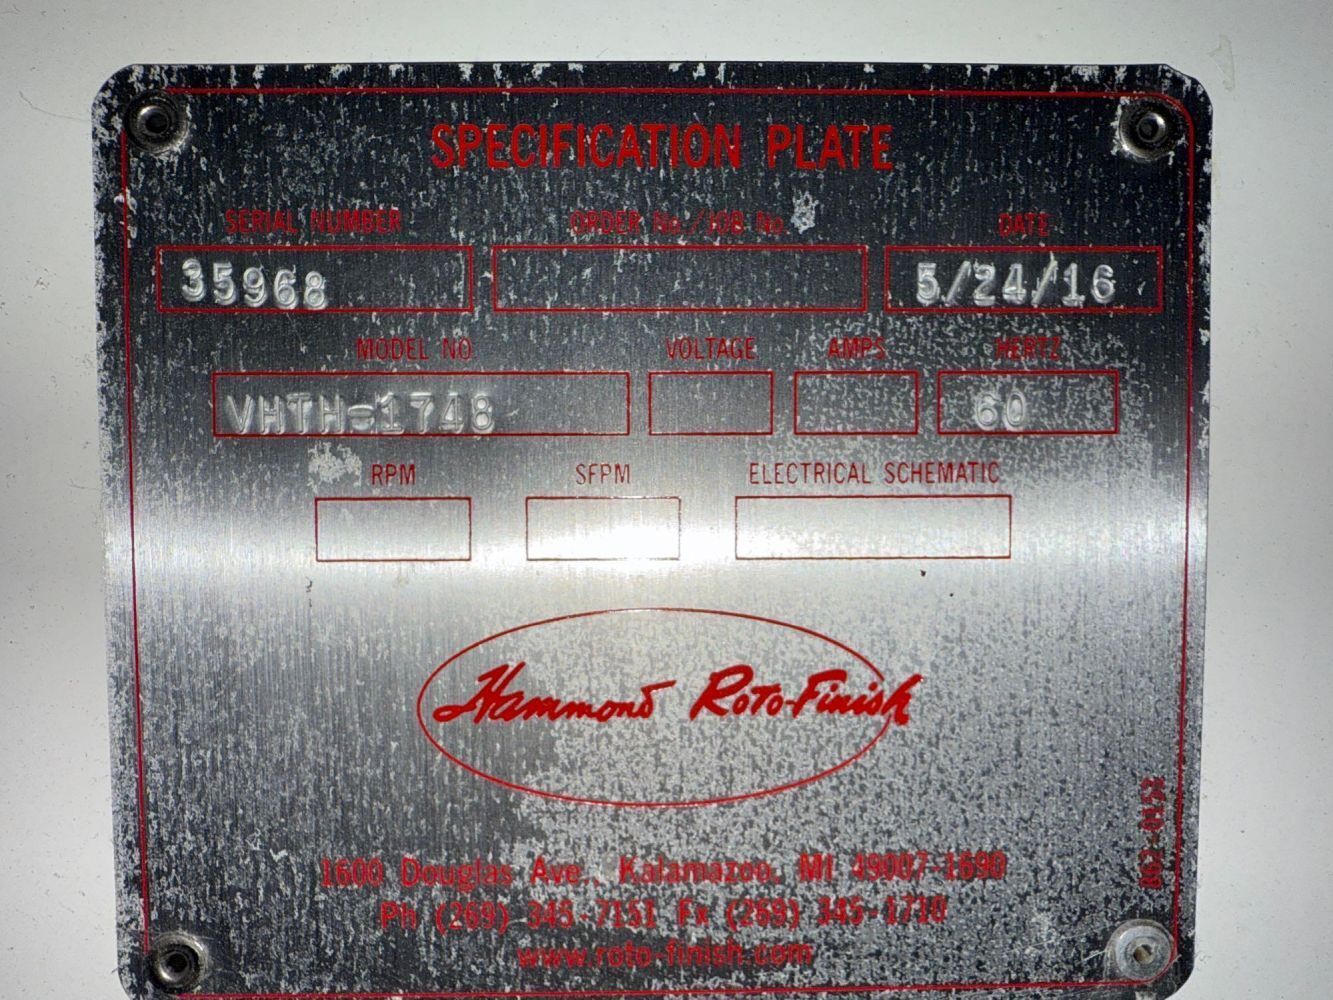 SPECIFICATION PLATE
SERIAL NUMBER ORDER No./JOB No. DATE
35968 5/24/16
MODEL NO. VOLTAGE AMPS HERTZ
VHTH=1748 60
RPM SFPM ELECTRICAL SCHEMATIC
Hammond Roto-Finish
1600 Douglas Ave., Kalamazoo, MI 49007-1690
Ph (269) 345-7151 Fx (269) 345-1710
www.roto-finish.com
862-0152